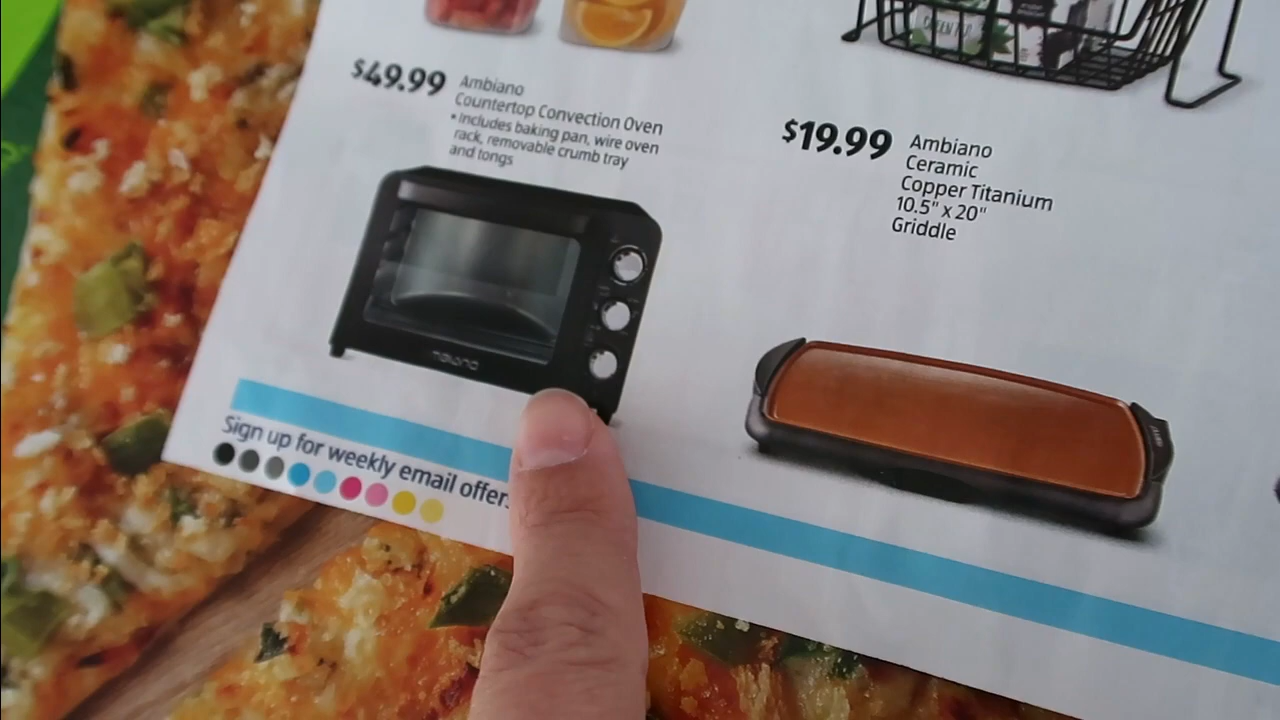 $49.99
Ambiano
Countertop Convection Oven
• Includes baking pan, wire oven
rack, removable crumb tray
and tongs
$19.99
Ambiano
Ceramic
Copper Titanium
10.5" x 20"
Griddle
Sign up for weekly email offer